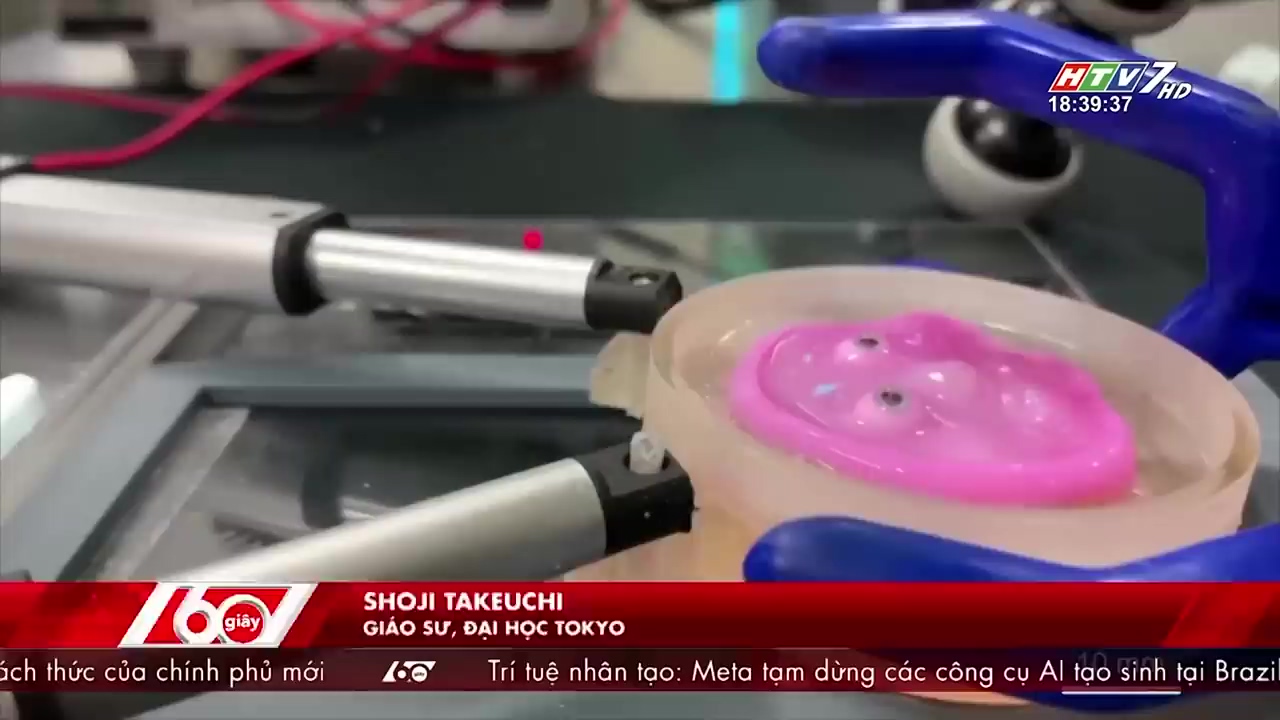 HTV7 HD
18:39:37
60 giây
SHOJI TAKEUCHI
GIÁO SƯ, ĐẠI HỌC TOKYO
ách thức của chính phủ mới 60 giây Trí tuệ nhân tạo: Meta tạm dừng các công cụ AI tạo sinh tại Brazil